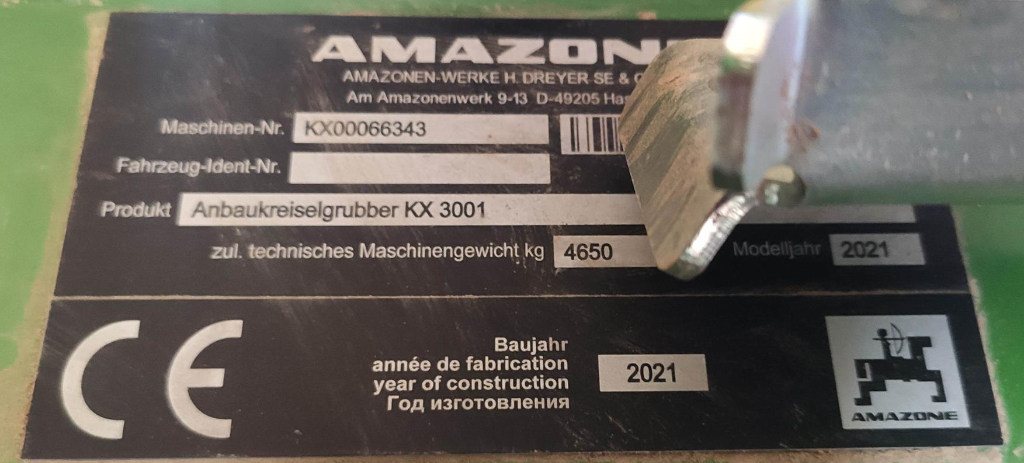 AMAZONE
AMAZONEN-WERKE H. DREYER SE &
Am Amazonenwerk 9-13 D-49205
Maschinen-Nr. KX00066343
Fahrzeug-Ident-Nr.
Produkt Anbaukreiselgrubber KX 3001
zul. technisches Maschinengewicht kg 4650 Modelljahr 2021
CE
Baujahr
année de fabrication
year of construction 2021
Год изготовления
AMAZONE